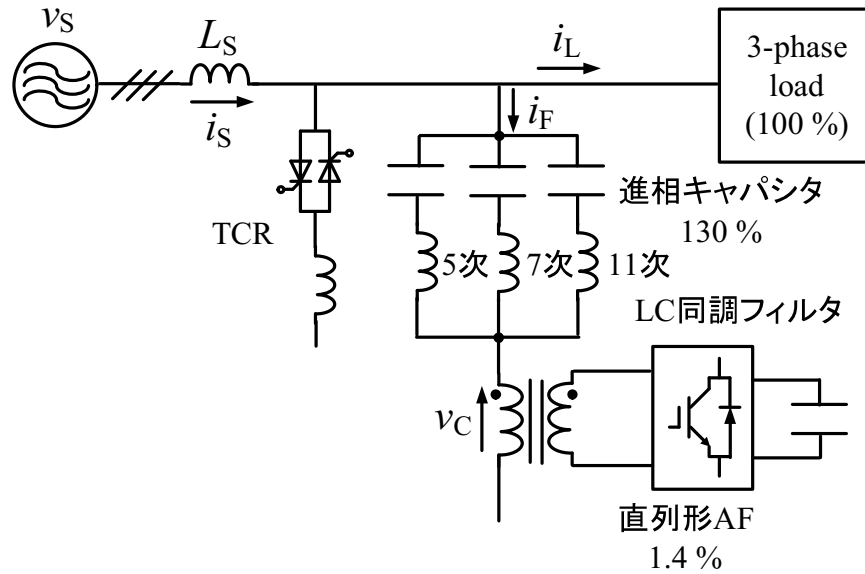 vS
LS
iL
3-phase
load
(100 %)
iS
iF
TCR
5次
7次
11次
進相キャパシタ
130 %
LC同調フィルタ
vC
直列形AF
1.4 %